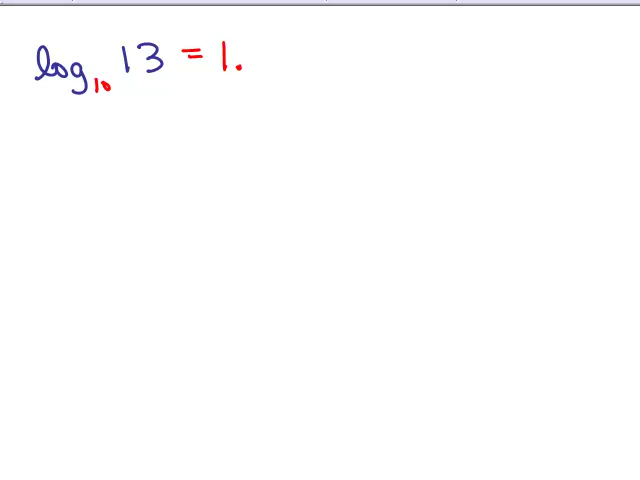 log₁₀ 13 = 1.